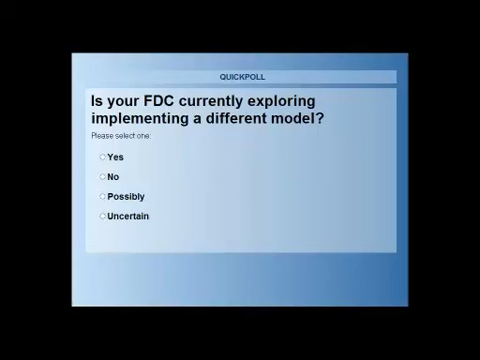 QUICKPOLL
Is your FDC currently exploring
implementing a different model?
Please select one:
Yes
No
Possibly
Uncertain